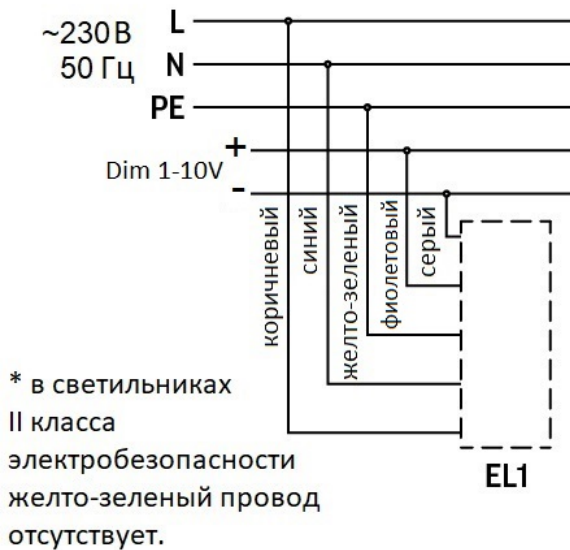 ~230 В
50 Гц
L
N
PE
+
Dim 1-10V
-
коричневый
синий
желто-зеленый
фиолетовый
серый
EL1
* в светильниках
II класса
электробезопасности
желто-зеленый провод
отсутствует.